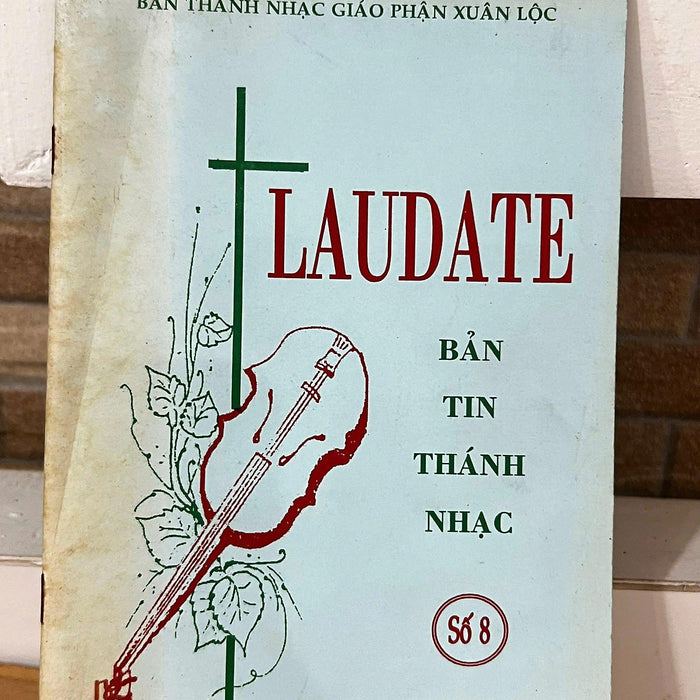 BAN THÁNH NHẠC GIÁO PHẬN XUÂN LỘC
LAUDATE
BẢN
TIN
THÁNH
NHẠC
Số 8